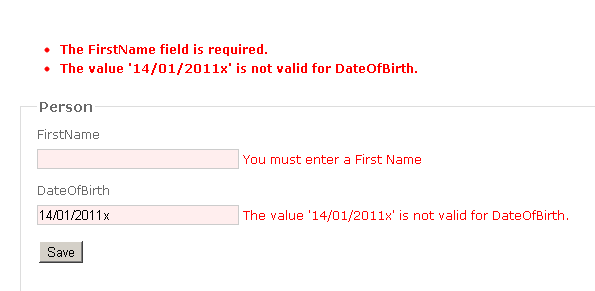 The FirstName field is required.
The value '14/01/2011x' is not valid for DateOfBirth.
Person
FirstName
You must enter a First Name
DateOfBirth
14/01/2011x The value '14/01/2011x' is not valid for DateOfBirth.
Save